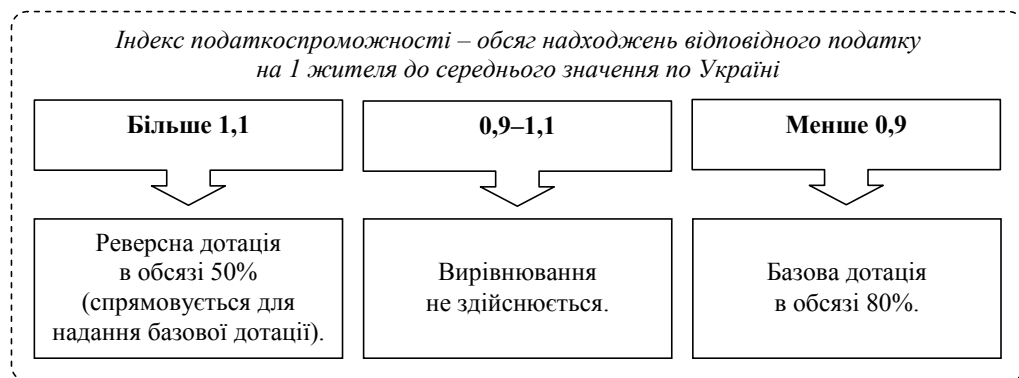 Індекс податкоспроможності – обсяг надходжень відповідного податку
на 1 жителя до середнього значення по Україні
Більше 1,1
0,9–1,1
Менше 0,9
Реверсна дотація
в обсязі 50%
(спрямовується для
надання базової дотації).
Вирівнювання
не здійснюється.
Базова дотація
в обсязі 80%.